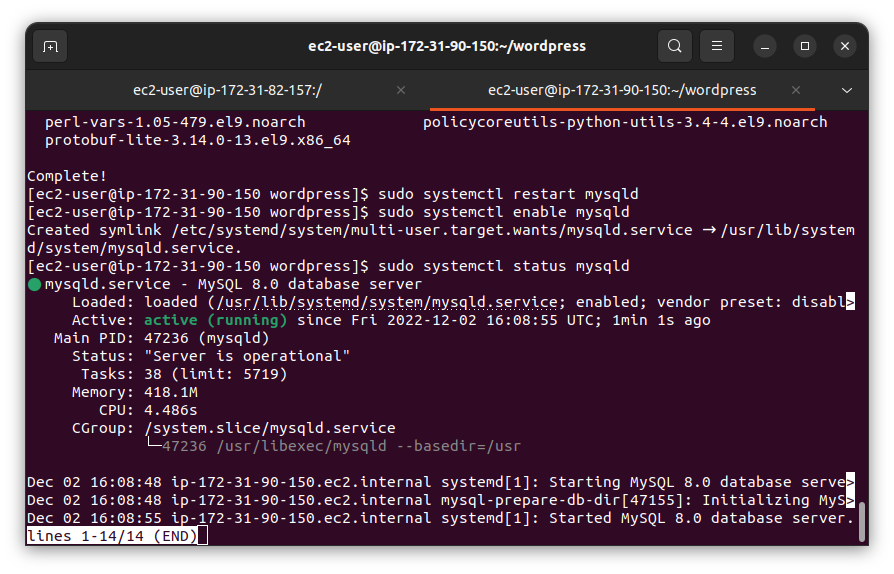 ec2-user@ip-172-31-90-150:~/wordpress
ec2-user@ip-172-31-82-157:/
ec2-user@ip-172-31-90-150:~/wordpress
perl-vars-1.05-479.el9.noarch policycoreutils-python-utils-3.4-4.el9.noarch
protobuf-lite-3.14.0-13.el9.x86_64
Complete!
[ec2-user@ip-172-31-90-150 wordpress]$ sudo systemctl restart mysqld
[ec2-user@ip-172-31-90-150 wordpress]$ sudo systemctl enable mysqld
Created symlink /etc/systemd/system/multi-user.target.wants/mysqld.service → /usr/lib/system
d/system/mysqld.service.
[ec2-user@ip-172-31-90-150 wordpress]$ sudo systemctl status mysqld
● mysqld.service - MySQL 8.0 database server
Loaded: loaded (/usr/lib/systemd/system/mysqld.service; enabled; vendor preset: disabl>
Active: active (running) since Fri 2022-12-02 16:08:55 UTC; 1min 1s ago
Main PID: 47236 (mysqld)
Status: "Server is operational"
Tasks: 38 (limit: 5719)
Memory: 418.1M
CPU: 4.486s
CGroup: /system.slice/mysqld.service
└─47236 /usr/libexec/mysqld --basedir=/usr
Dec 02 16:08:48 ip-172-31-90-150.ec2.internal systemd[1]: Starting MySQL 8.0 database serve>
Dec 02 16:08:48 ip-172-31-90-150.ec2.internal mysql-prepare-db-dir[47155]: Initializing MyS>
Dec 02 16:08:55 ip-172-31-90-150.ec2.internal systemd[1]: Started MySQL 8.0 database server.
lines 1-14/14 (END)